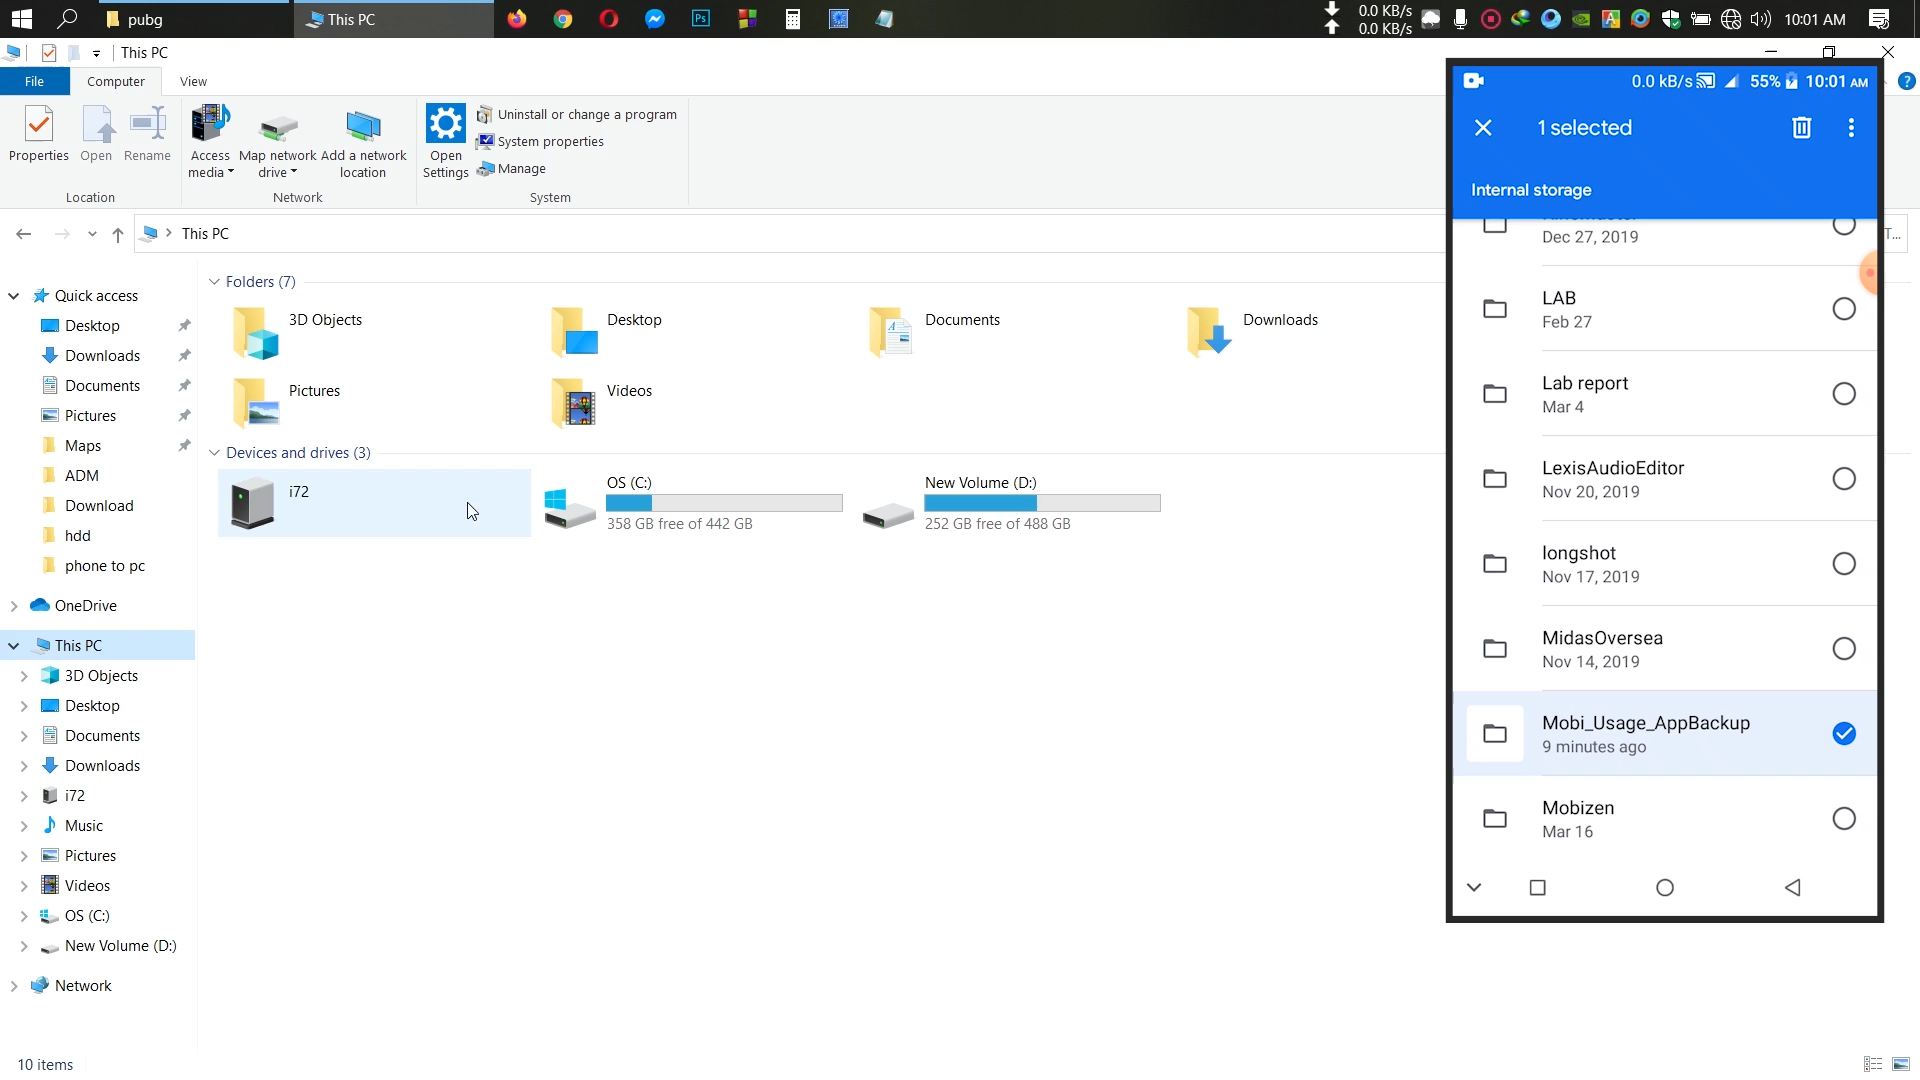 pubg
This PC
Ps
0.0 KB/s
0.0 KB/s
10:01 AM
This PC
File
Computer
View
Properties
Open
Rename
Access media
Map network drive
Add a network location
Open Settings
Uninstall or change a program
System properties
Manage
Location
Network
System
This PC
T...
Quick access
Desktop
Downloads
Documents
Pictures
Maps
ADM
Download
hdd
phone to pc
OneDrive
This PC
3D Objects
Desktop
Documents
Downloads
i72
Music
Pictures
Videos
OS (C:)
New Volume (D:)
Network
Folders (7)
3D Objects
Desktop
Documents
Downloads
Pictures
Videos
Devices and drives (3)
i72
OS (C:)
358 GB free of 442 GB
New Volume (D:)
252 GB free of 488 GB
10 items
0.0 kB/s
55%
10:01 AM
1 selected
Internal storage
Dec 27, 2019
LAB
Feb 27
Lab report
Mar 4
LexisAudioEditor
Nov 20, 2019
longshot
Nov 17, 2019
MidasOversea
Nov 14, 2019
Mobi_Usage_AppBackup
9 minutes ago
Mobizen
Mar 16